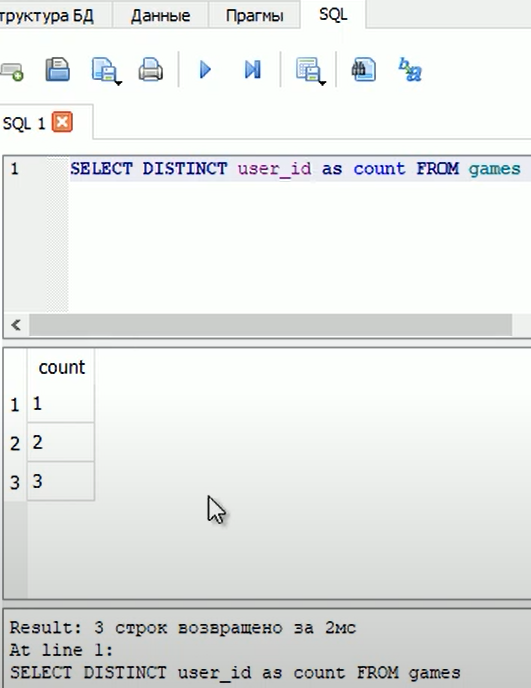 труктура БД Данные Прагмы SQL
SQL 1
1 SELECT DISTINCT user_id as count FROM games
count
1 1
2 2
3 3
Result: 3 строк возвращено за 2мс
At line 1:
SELECT DISTINCT user_id as count FROM games